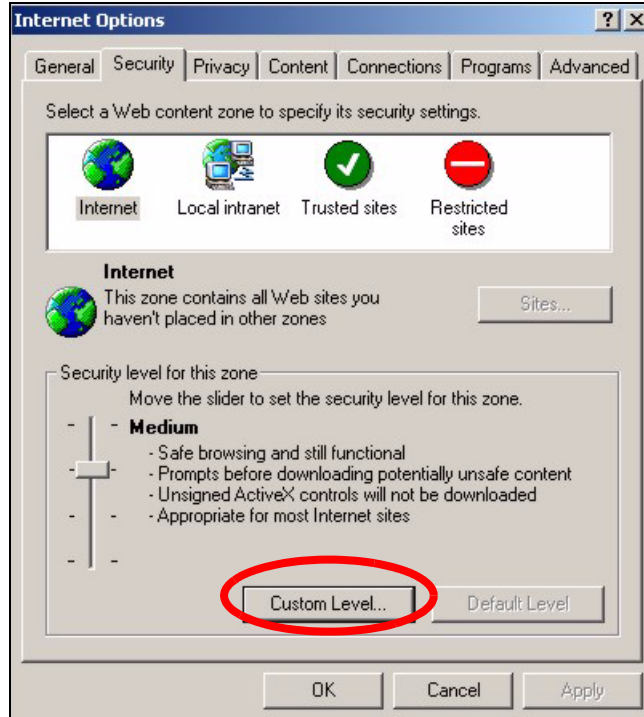 Internet Options
General Security Privacy Content Connections Programs Advanced
Select a Web content zone to specify its security settings.
Internet Local intranet Trusted sites Restricted
sites
Internet
This zone contains all Web sites you
haven't placed in other zones
Sites...
Security level for this zone
Move the slider to set the security level for this zone.
Medium
- Safe browsing and still functional
- Prompts before downloading potentially unsafe content
- Unsigned ActiveX controls will not be downloaded
- Appropriate for most Internet sites
Custom Level... Default Level
OK Cancel Apply